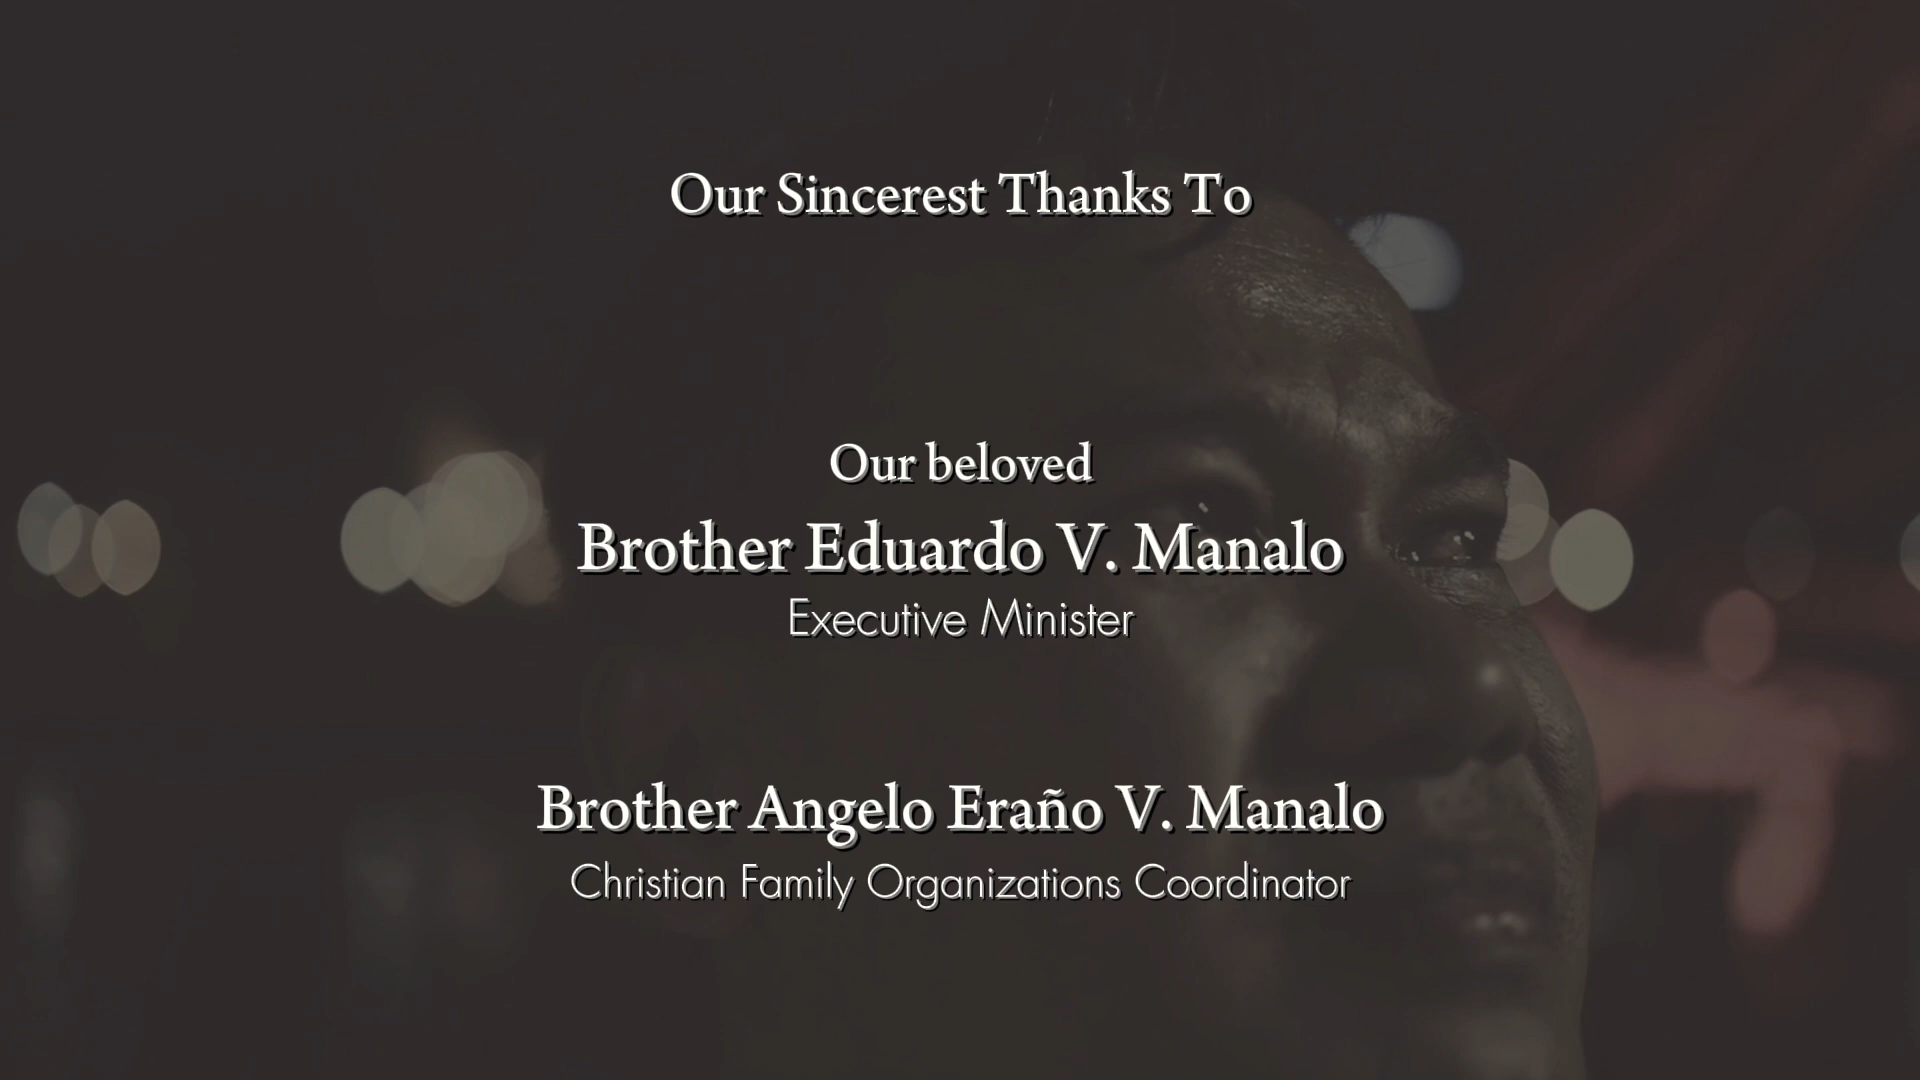 Our Sincerest Thanks To
Our beloved
Brother Eduardo V. Manalo
Executive Minister
Brother Angelo Eraño V. Manalo
Christian Family Organizations Coordinator